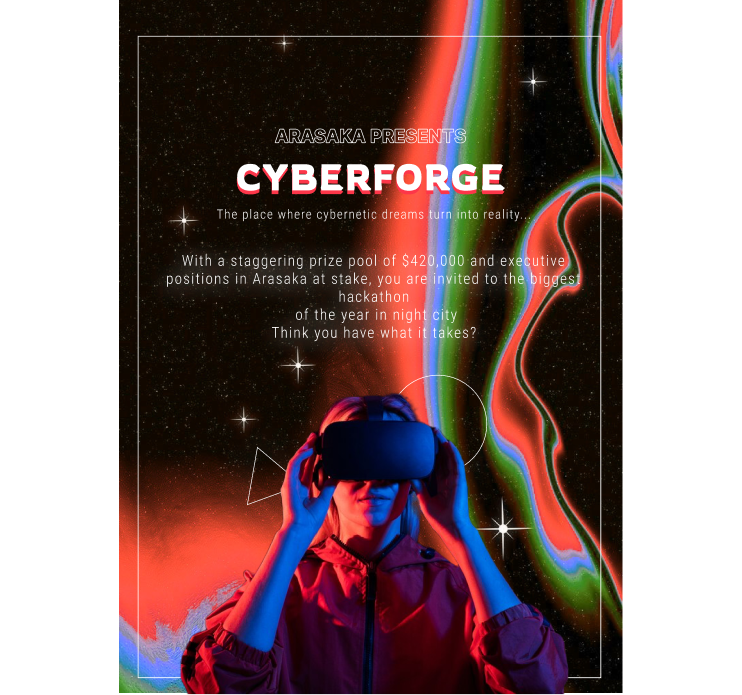 ARASAKA PRESENTS
CYBERFORGE
The place where cybernetic dreams turn into reality...
With a staggering prize pool of $420,000 and executive
positions in Arasaka at stake, you are invited to the biggest
hackathon
of the year in night city
Think you have what it takes?